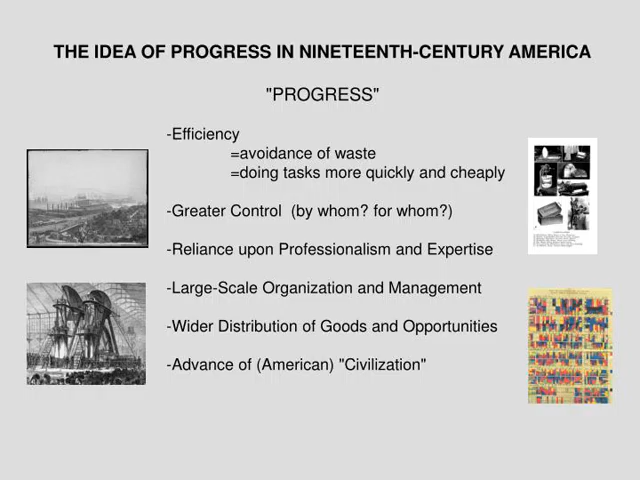 THE IDEA OF PROGRESS IN NINETEENTH-CENTURY AMERICA
"PROGRESS"
-Efficiency
=avoidance of waste
=doing tasks more quickly and cheaply
-Greater Control  (by whom? for whom?)
-Reliance upon Professionalism and Expertise
-Large-Scale Organization and Management
-Wider Distribution of Goods and Opportunities
-Advance of (American) "Civilization"